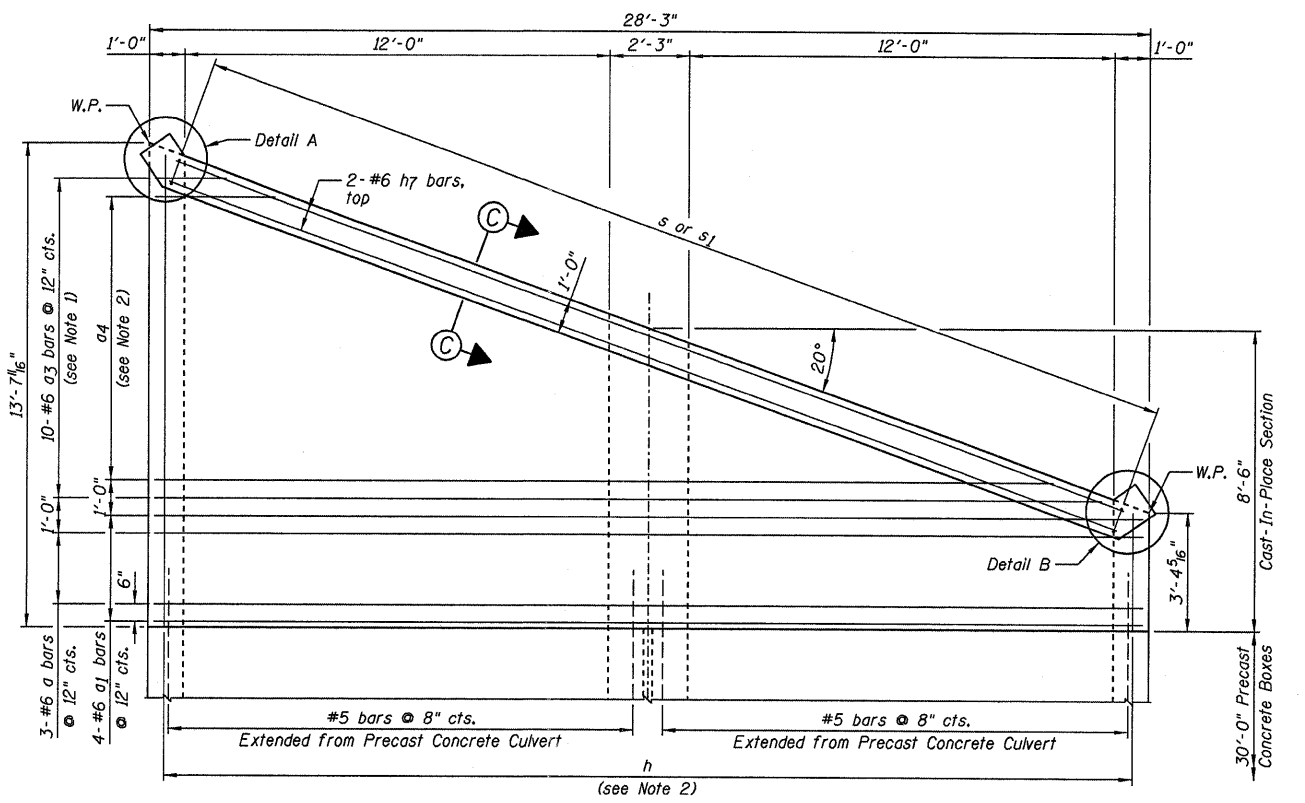 28'-3"
1'-0"
12'-0"
2'-3"
12'-0"
1'-0"
W.P.
Detail A
2-#6 h7 bars,
top
C
s or s1
1'-0"
C
20°
13'-7 11/16"
10-#6 a3 bars @ 12" cts.
(see Note 1)
a4
(see Note 2)
W.P.
8'-6"
Cast-In-Place Section
1'-0"
1'-0"
6"
Detail B
3'-4 5/16"
3-#6 a bars
@ 12" cts.
4-#6 a1 bars
@ 12" cts.
#5 bars @ 8" cts.
Extended from Precast Concrete Culvert
#5 bars @ 8" cts.
Extended from Precast Concrete Culvert
30'-0" Precast
Concrete Boxes
h
(see Note 2)